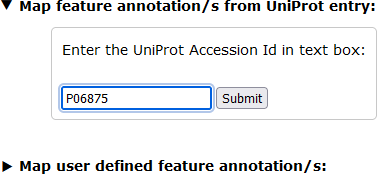 ▼ Map feature annotation/s from UniProt entry:
Enter the UniProt Accession Id in text box:
P06875 Submit
▶ Map user defined feature annotation/s: